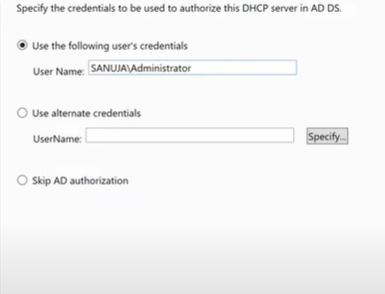 Specify the credentials to be used to authorize this DHCP server in AD DS.
Use the following user's credentials
User Name: SANUJA\Administrator
Use alternate credentials
UserName:
Specify...
Skip AD authorization